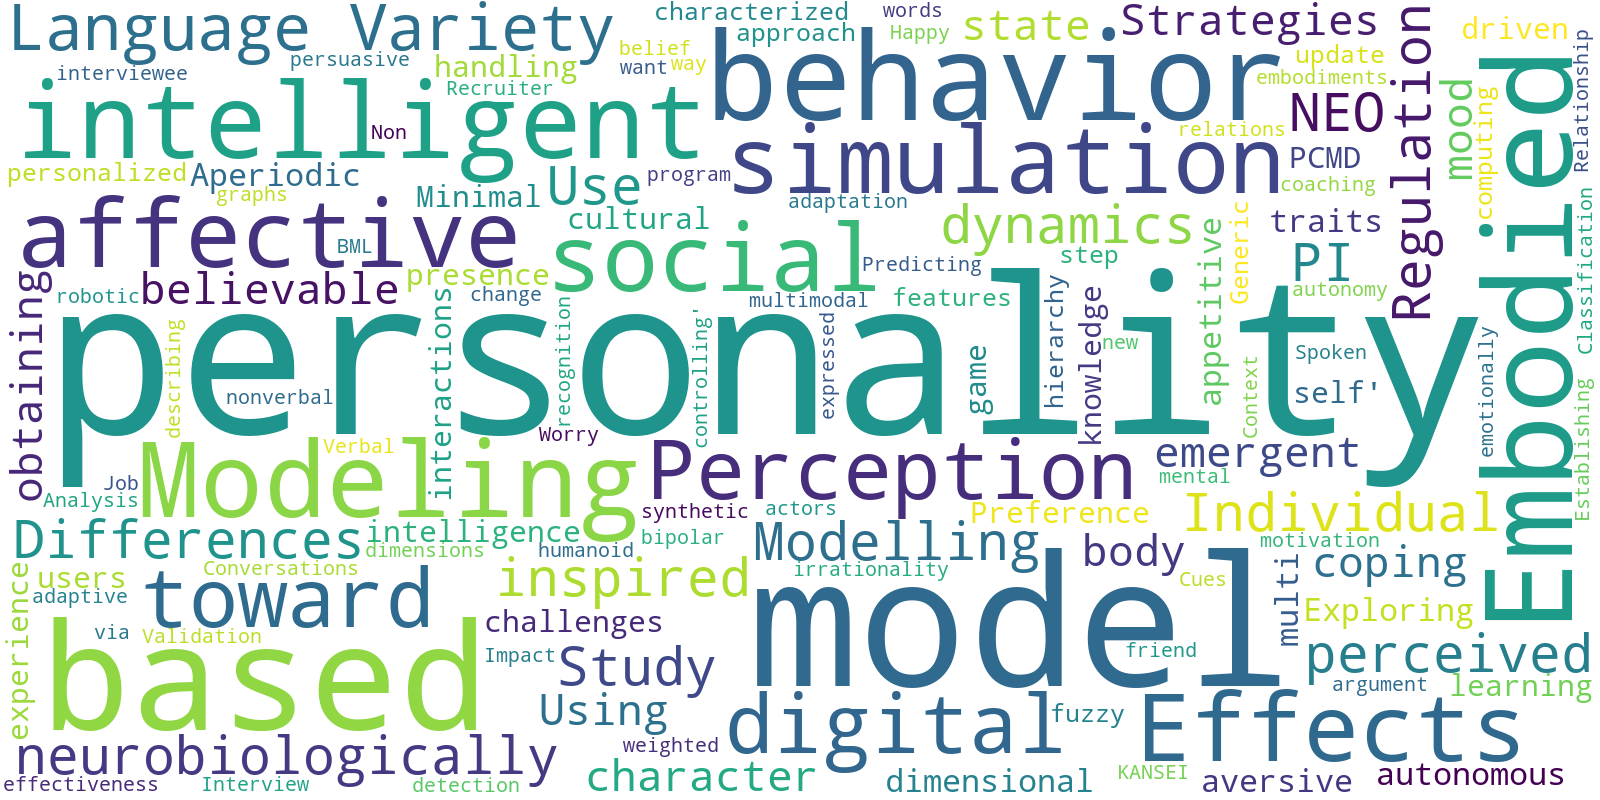 Language Variety
characterized
words
state
Strategies
driven
interviewee
persuasive
belief
approach
Happy
update
Relationship
handling
want
way
behavior
embodiments
Regulation
mood
computing
Embodied
intelligent
Recruiter
Non
simulation
relations
NEO
personalized
Aperiodic
graphs
Minimal
Use
program
PCMD
coaching
adaptation
affective
BML
cultural
social
dynamics
appetitive
Generic
traits
Classification
obtaining
believable
presence
Predicting
step
PI
robotic
change
multimodal
features
hierarchy
knowledge
autonomy
describing
personality
interactions
recognition
controlling'
expressed
game
new
Context
Spoken
emotionally
nonverbal
self'
Worry
Verbal
Modeling
Perception
emergent
Establishing
Job
Analysis
mental
synthetic
actors
Preference
Individual
Differences
intelligence
dimensions
humanoid
bipolar
Modelling
body
motivation
coping
experience
users
Conversations
inspired
irrationality
Cues
multi
adaptive
toward
model
Exploring
via
Validation
challenges
based
Impact
Study
friend
perceived
argument
learning
Using
digital
fuzzy
Effects
neurobiologically
weighted
effectiveness
Interview
detection
character
dimensional
KANSEI
aversive
autonomous